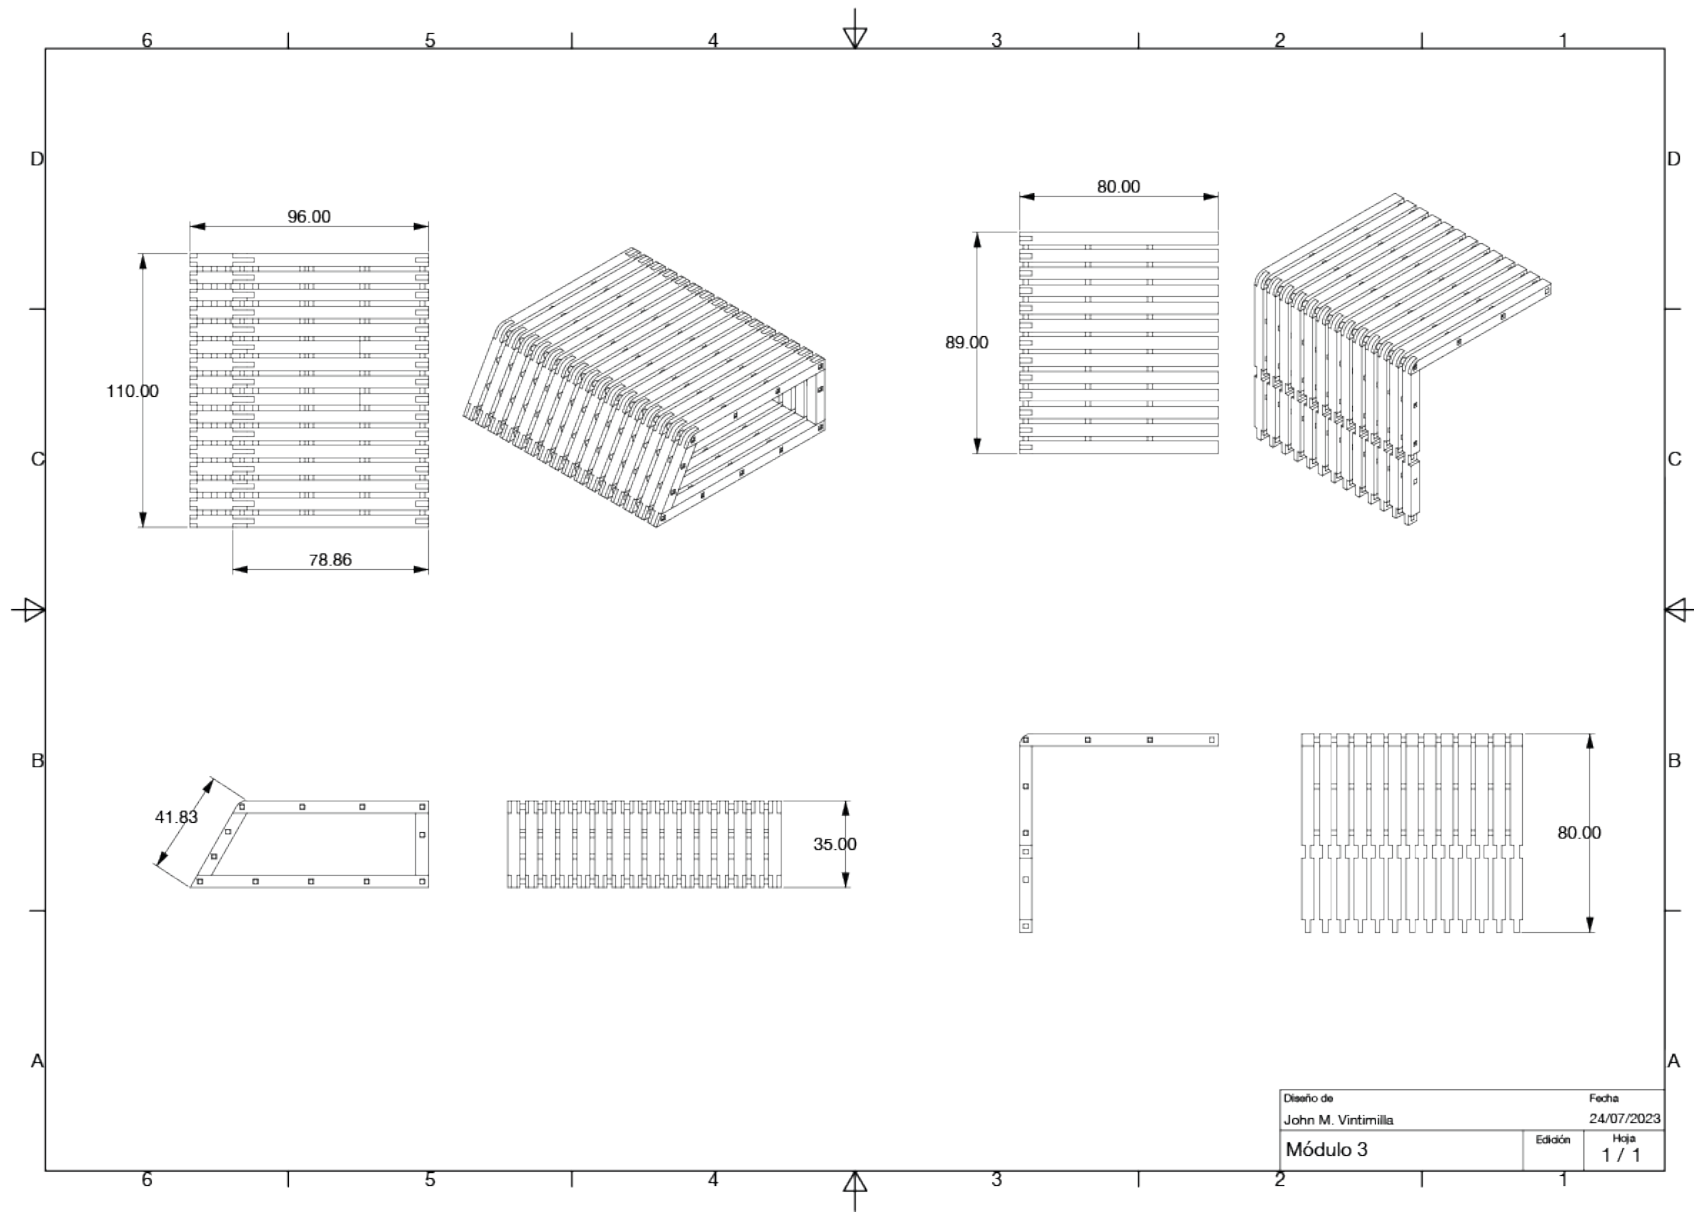 6 5 4 3 2 1
D D
96.00
80.00
110.00
89.00
C C
78.86
B B
41.83
35.00
80.00
A A
Diseño de Fecha
John M. Vintimilla 24/07/2023
Módulo 3 Edición Hoja
1 / 1
6 5 4 3 2 1